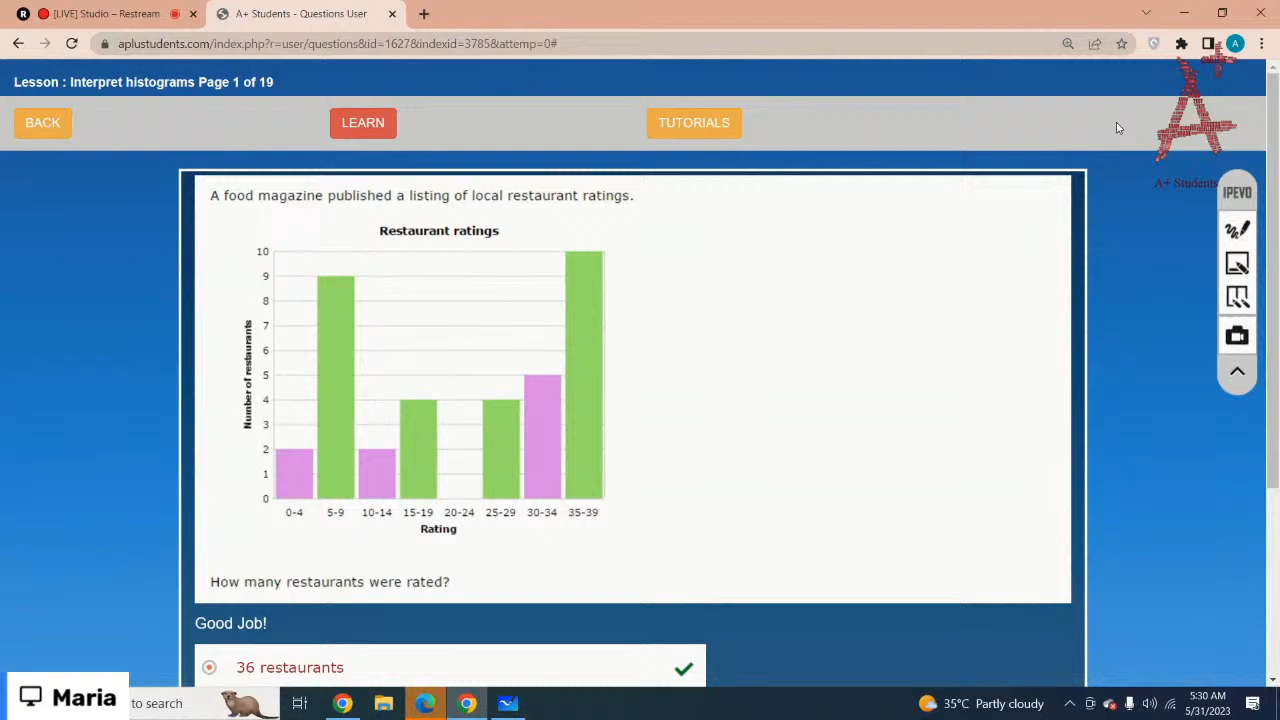 [LIVE] Studio – Restream
A+ Students - Restaurants User
aplustudents.com/index.php?r=user/questions&id=1627&indexid=3785&attemp=0#
Lesson : Interpret histograms Page 1 of 19
BACK
LEARN
TUTORIALS
A+
A+ Students
IPEVO
A food magazine published a listing of local restaurant ratings.
Restaurant ratings
10
9
8
7
6
5
4
3
2
1
0
Number of restaurants
0-4 5-9 10-14 15-19 20-24 25-29 30-34 35-39
Rating
How many restaurants were rated?
Good Job!
36 restaurants
Maria
to search
35°C Partly cloudy
5:30 AM
5/31/2023